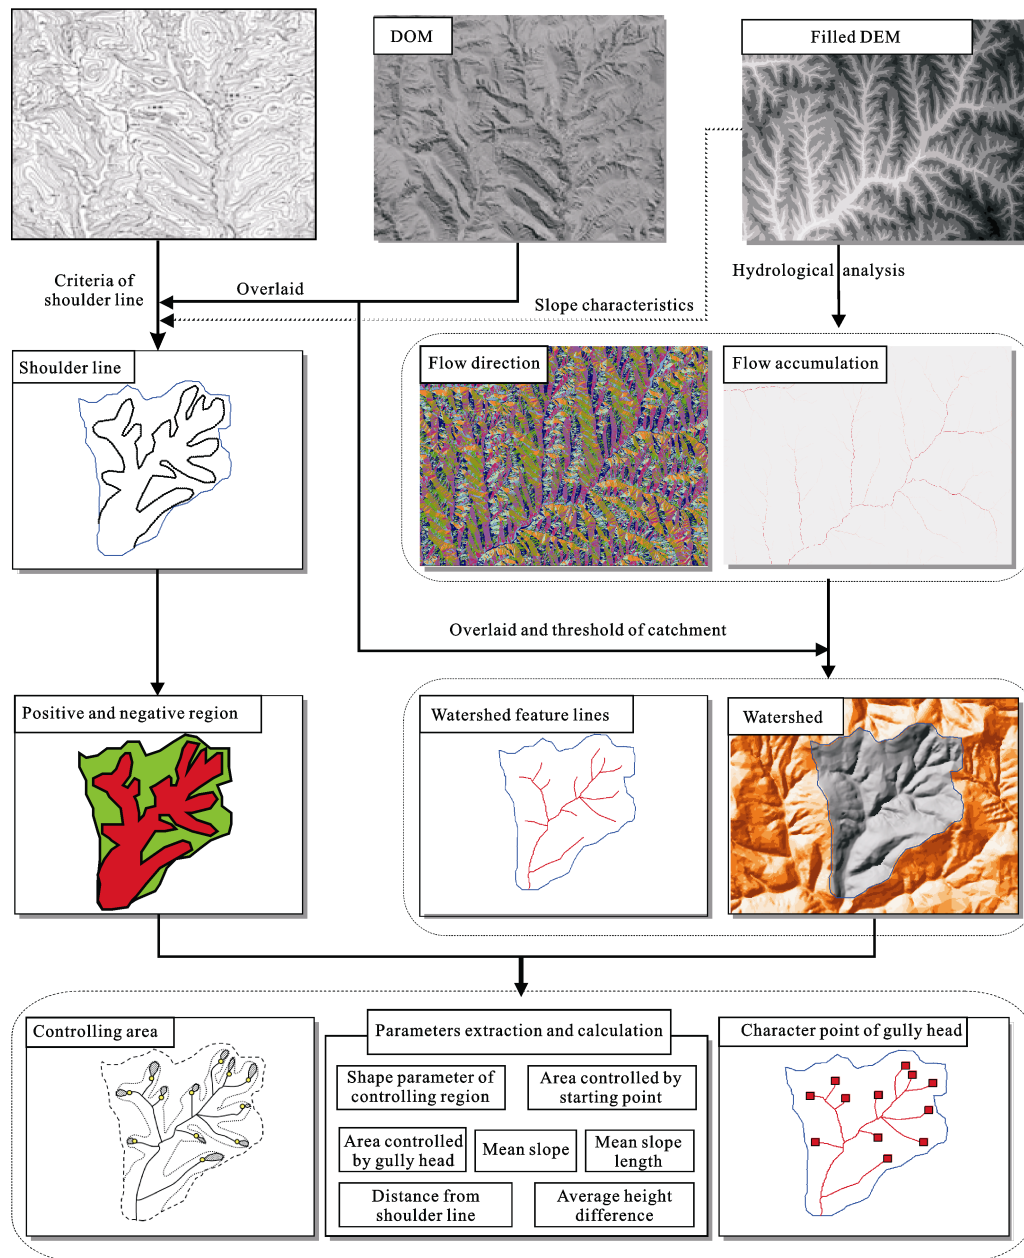 DOM
Filled DEM
Criteria of
shoulder line
Overlaid
Slope characteristics
Hydrological analysis
Shoulder line
Flow direction
Flow accumulation
Overlaid and threshold of catchment
Positive and negative region
Watershed feature lines
Watershed
Controlling area
Parameters extraction and calculation
Character point of gully head
Shape parameter of
controlling region
Area controlled by
starting point
Area controlled
by gully head
Mean slope
Mean slope
length
Distance from
shoulder line
Average height
difference